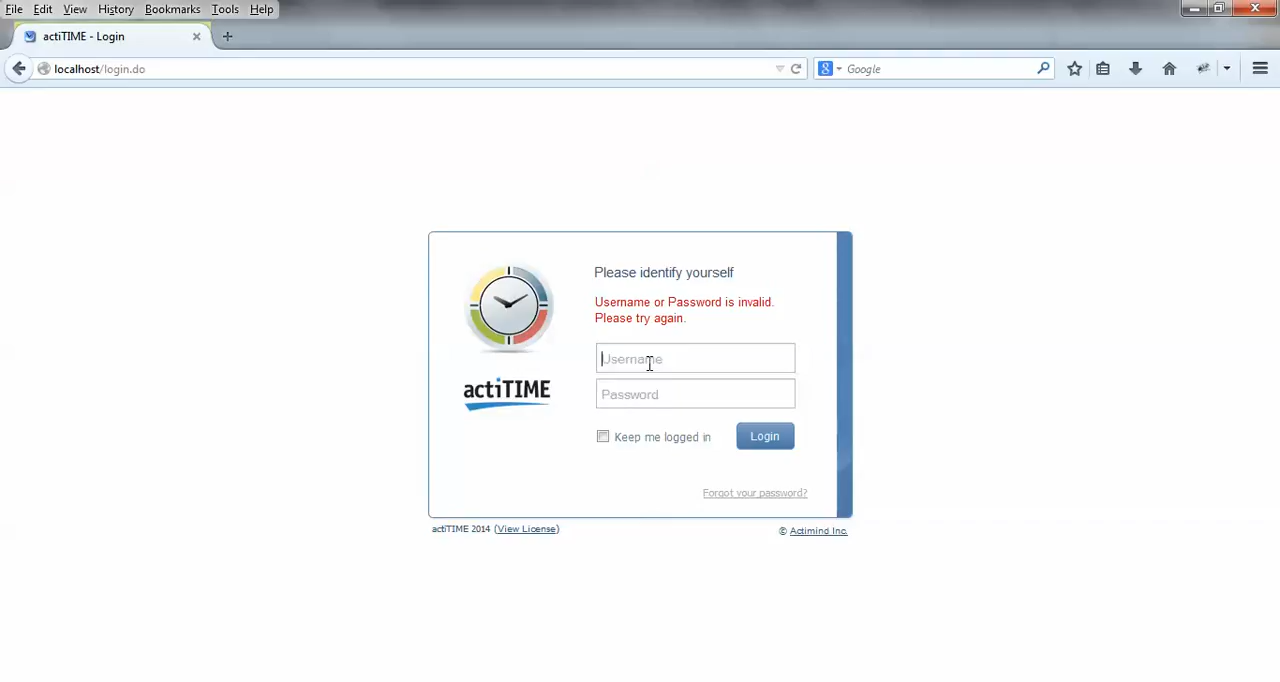 File Edit View History Bookmarks Tools Help
actiTIME - Login
localhost/login.do
Google
Please identify yourself
Username or Password is invalid.
Please try again.
Username
Password
actiTIME
Keep me logged in
Login
Forgot your password?
actiTIME 2014 (View License)
© Actimind Inc.